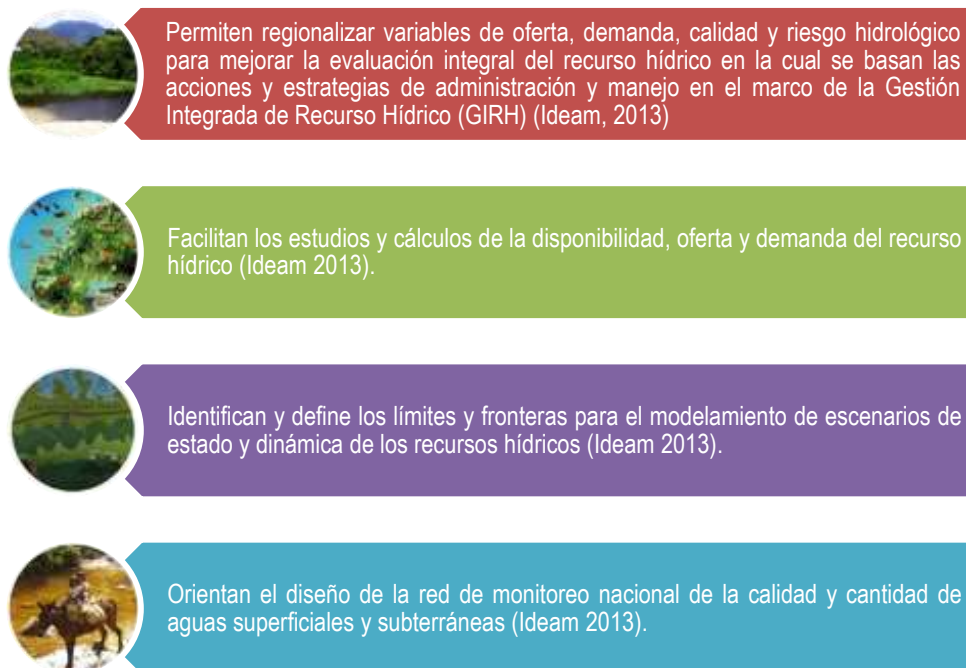 Permiten regionalizar variables de oferta, demanda, calidad y riesgo hidrológico
para mejorar la evaluación integral del recurso hídrico en la cual se basan las
acciones y estrategias de administración y manejo en el marco de la Gestión
Integrada de Recurso Hídrico (GIRH) (Ideam, 2013)
Facilitan los estudios y cálculos de la disponibilidad, oferta y demanda del recurso
hídrico (Ideam 2013).
Identifican y define los límites y fronteras para el modelamiento de escenarios de
estado y dinámica de los recursos hídricos (Ideam 2013).
Orientan el diseño de la red de monitoreo nacional de la calidad y cantidad de
aguas superficiales y subterráneas (Ideam 2013).